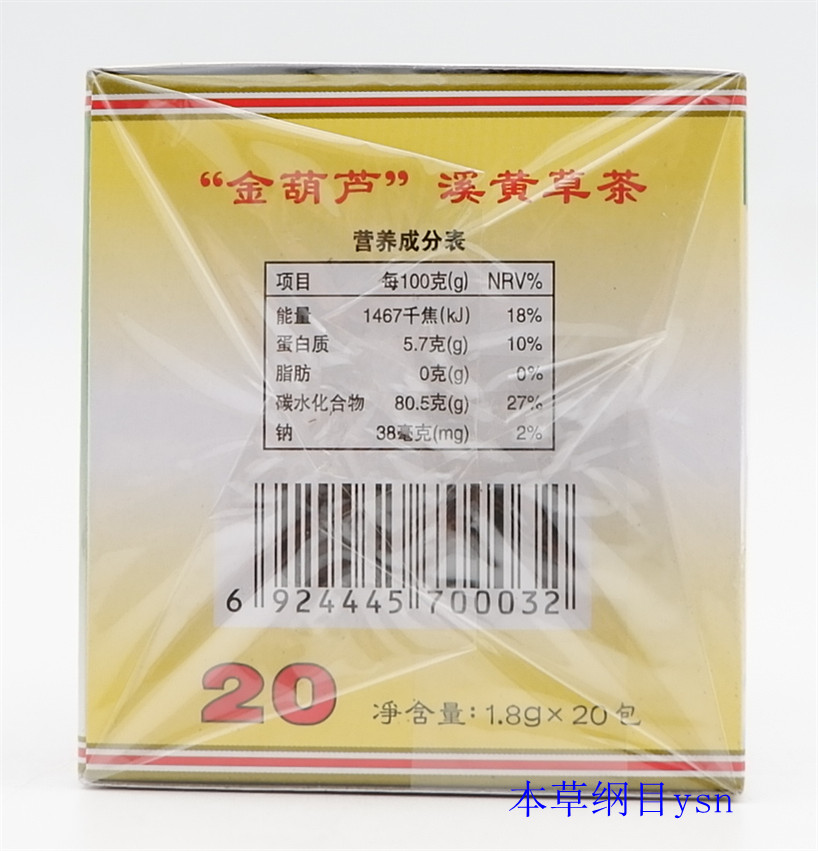 “金葫芦” 溪黄草茶
营养成分表
项目 每100克(g) NRV%
能量 1467千焦(kJ) 18%
蛋白质 5.7克(g) 10%
脂肪 0克(g) 0%
碳水化合物 80.5克(g) 27%
钠 38毫克(mg) 2%
6 924445 700032
20 净含量:1.8g×20包
本草纲目ysn